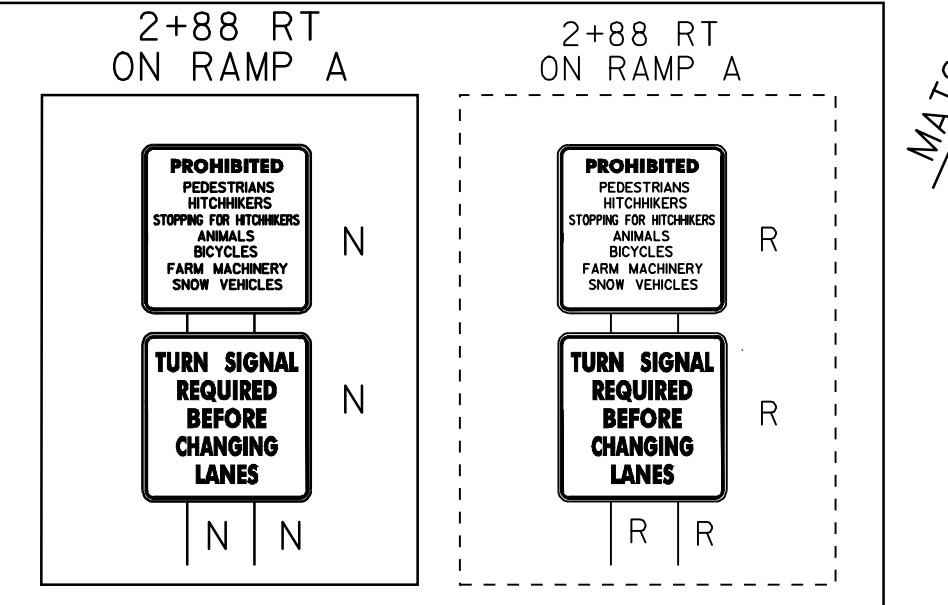 2+88 RT
ON RAMP A
PROHIBITED
PEDESTRIANS
HITCHHIKERS
STOPPING FOR HITCHHIKERS
ANIMALS
BICYCLES
FARM MACHINERY
SNOW VEHICLES
N
TURN SIGNAL
REQUIRED
BEFORE
CHANGING
LANES
N
N N
2+88 RT
ON RAMP A
PROHIBITED
PEDESTRIANS
HITCHHIKERS
STOPPING FOR HITCHHIKERS
ANIMALS
BICYCLES
FARM MACHINERY
SNOW VEHICLES
R
TURN SIGNAL
REQUIRED
BEFORE
CHANGING
LANES
R
R R